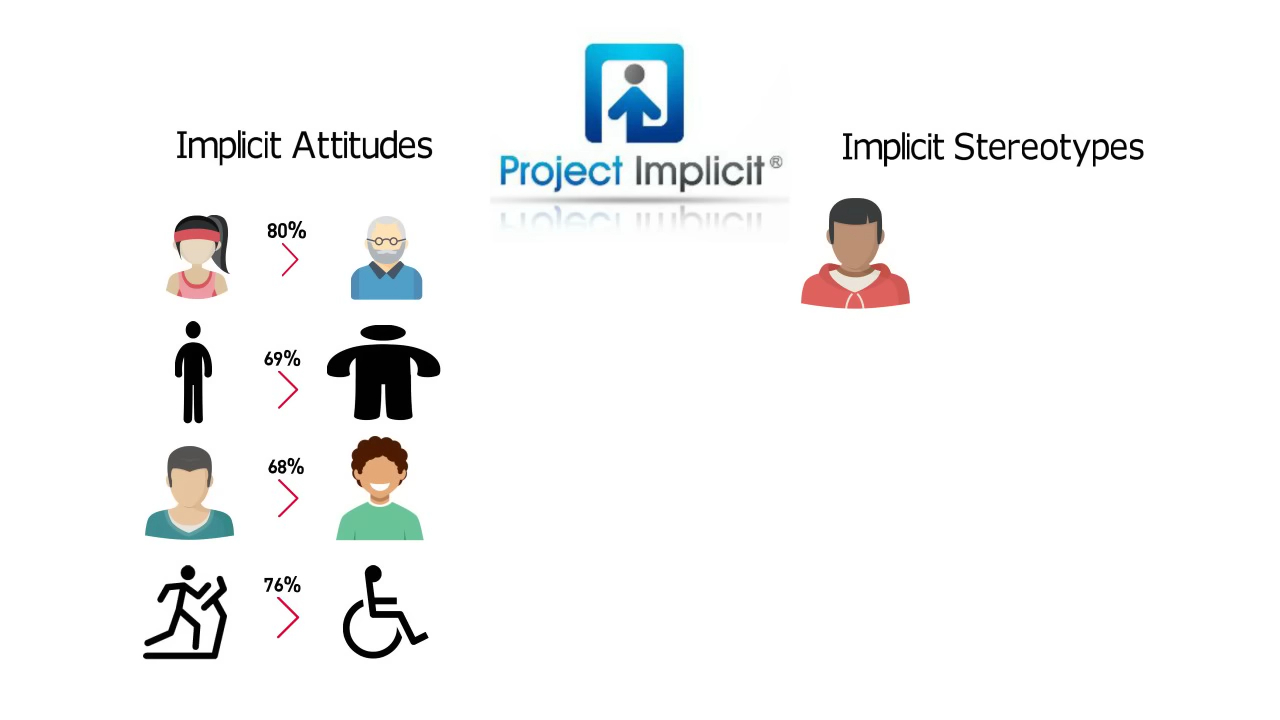 Implicit Attitudes
Project Implicit®
Implicit Stereotypes
80%
69%
68%
76%